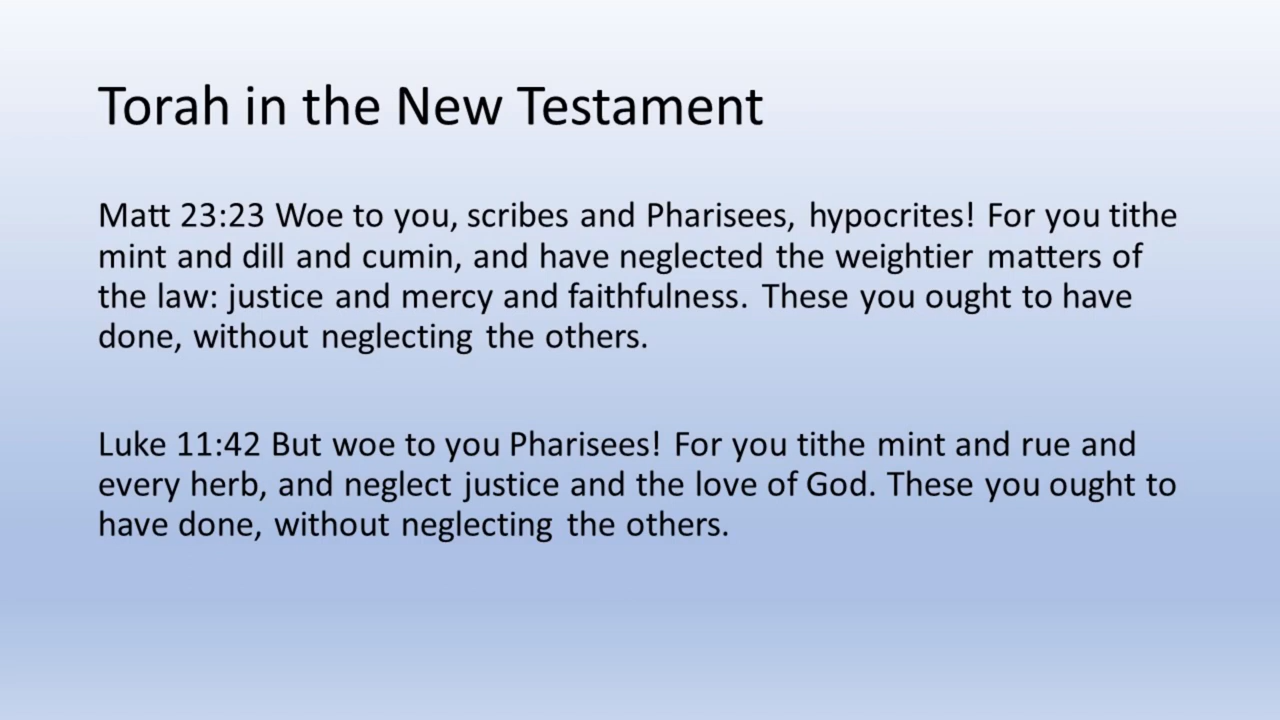 Torah in the New Testament
Matt 23:23 Woe to you, scribes and Pharisees, hypocrites! For you tithe
mint and dill and cumin, and have neglected the weightier matters of
the law: justice and mercy and faithfulness. These you ought to have
done, without neglecting the others.
Luke 11:42 But woe to you Pharisees! For you tithe mint and rue and
every herb, and neglect justice and the love of God. These you ought to
have done, without neglecting the others.